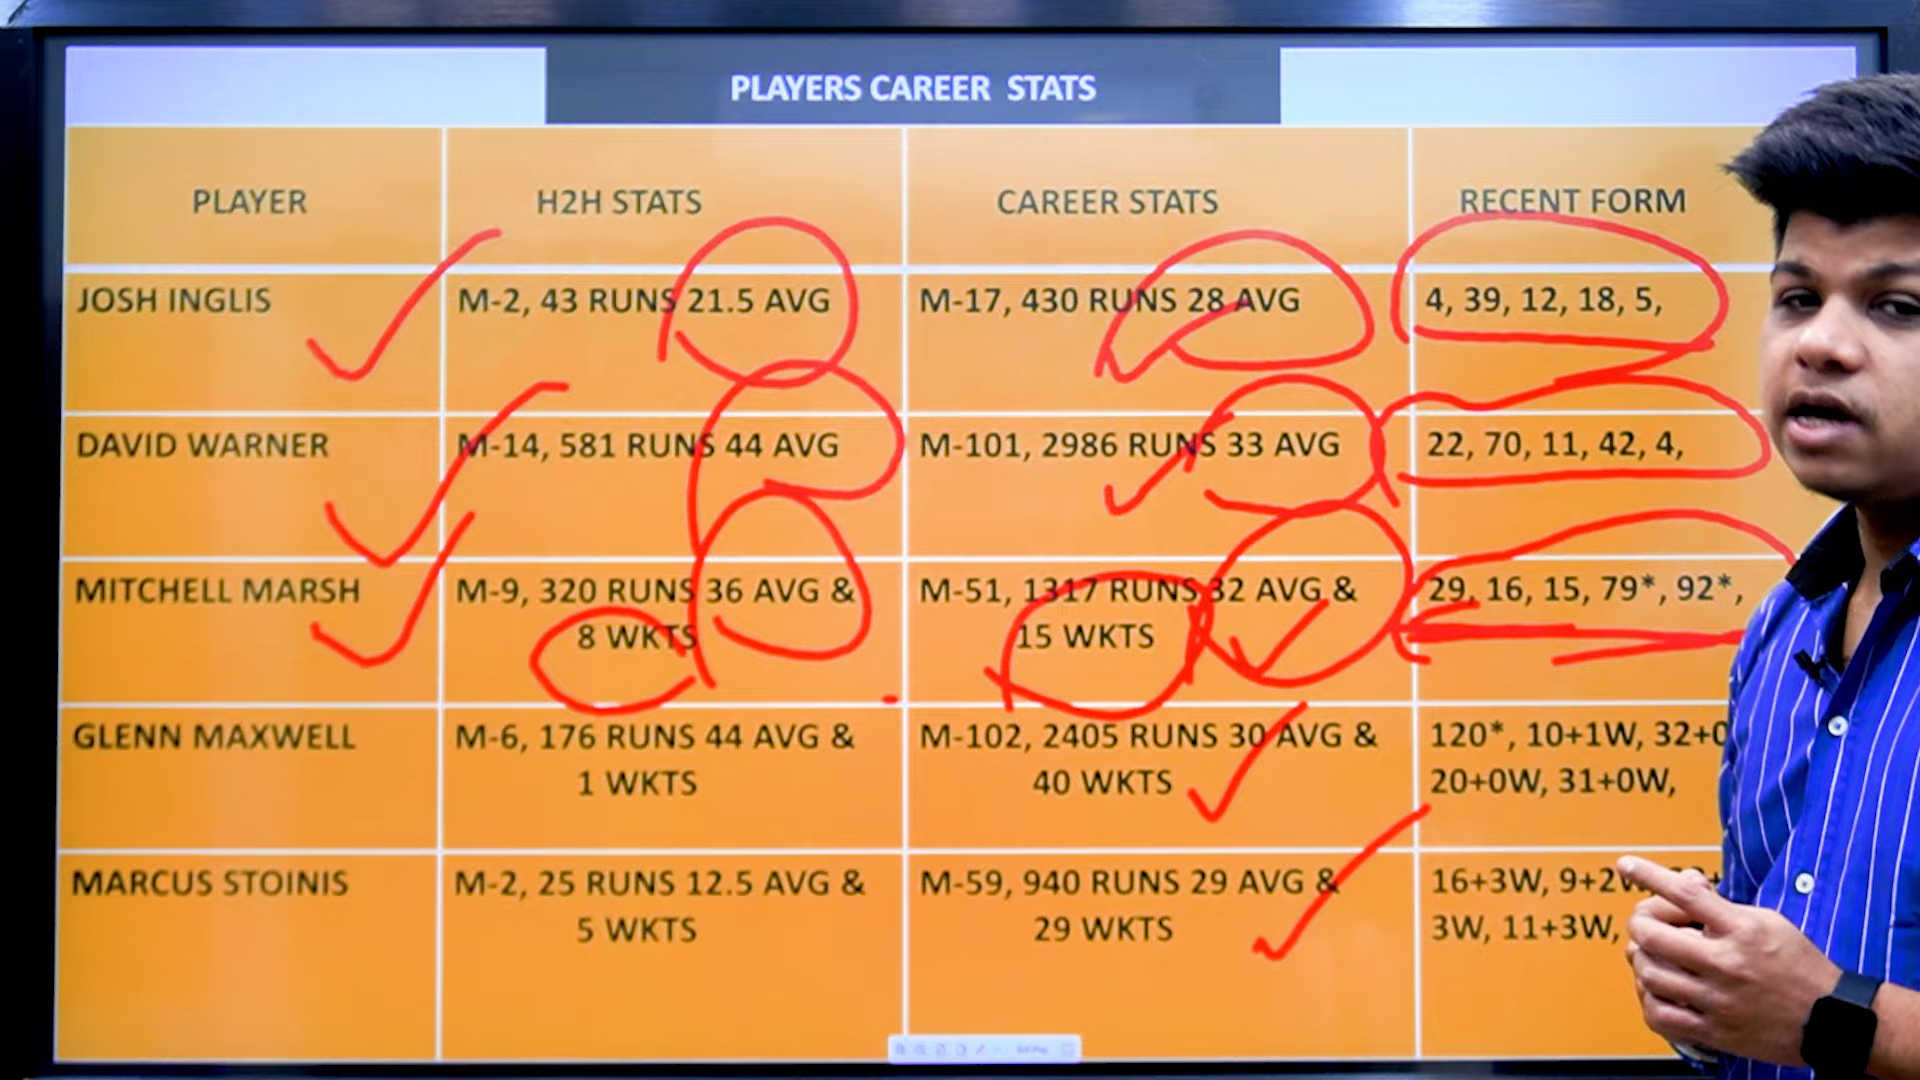 PLAYERS CAREER STATS
PLAYER H2H STATS CAREER STATS RECENT FORM
JOSH INGLIS M-2, 43 RUNS 21.5 AVG M-17, 430 RUNS 28 AVG 4, 39, 12, 18, 5,
DAVID WARNER M-14, 581 RUNS 44 AVG M-101, 2986 RUNS 33 AVG 22, 70, 11, 42, 4,
MITCHELL MARSH M-9, 320 RUNS 36 AVG & M-51, 1317 RUNS 32 AVG & 29, 16, 15, 79*, 92*,
8 WKTS 15 WKTS
GLENN MAXWELL M-6, 176 RUNS 44 AVG & M-102, 2405 RUNS 30 AVG & 120*, 10+1W, 32+0
1 WKTS 40 WKTS 20+0W, 31+0W,
MARCUS STOINIS M-2, 25 RUNS 12.5 AVG & M-59, 940 RUNS 29 AVG & 16+3W,
5 WKTS 29 WKTS 3W, 11+3W,